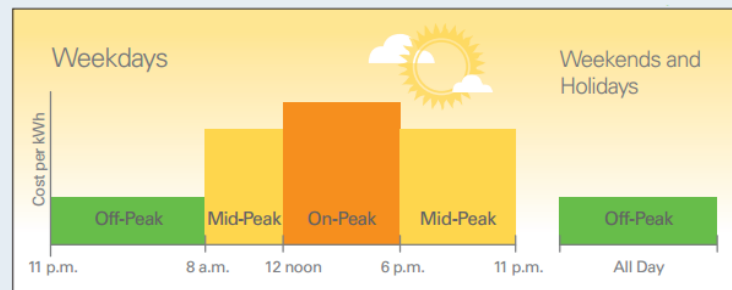 Weekdays
Weekends and
Holidays
Cost per kWh
Off-Peak
Mid-Peak
On-Peak
Mid-Peak
Off-Peak
11 p.m.
8 a.m.
12 noon
6 p.m.
11 p.m.
All Day